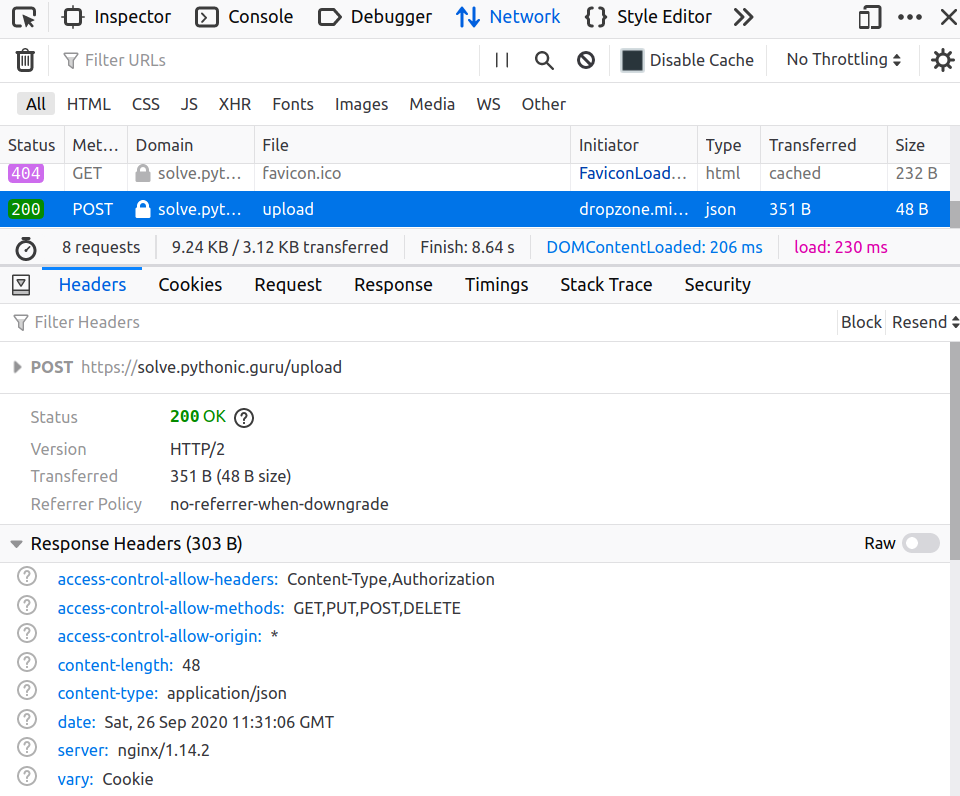 Inspector Console Debugger Network Style Editor
Filter URLs Disable Cache No Throttling
All HTML CSS JS XHR Fonts Images Media WS Other
Status Met… Domain File Initiator Type Transferred Size
404 GET solve.pyt… favicon.ico FaviconLoad… html cached 232 B
200 POST solve.pyt… upload dropzone.mi… json 351 B 48 B
8 requests 9.24 KB / 3.12 KB transferred Finish: 8.64 s DOMContentLoaded: 206 ms load: 230 ms
Headers Cookies Request Response Timings Stack Trace Security
Filter Headers Block Resend
POST https://solve.pythonic.guru/upload
Status 200 OK
Version HTTP/2
Transferred 351 B (48 B size)
Referrer Policy no-referrer-when-downgrade
Response Headers (303 B) Raw
access-control-allow-headers: Content-Type,Authorization
access-control-allow-methods: GET,PUT,POST,DELETE
access-control-allow-origin: *
content-length: 48
content-type: application/json
date: Sat, 26 Sep 2020 11:31:06 GMT
server: nginx/1.14.2
vary: Cookie